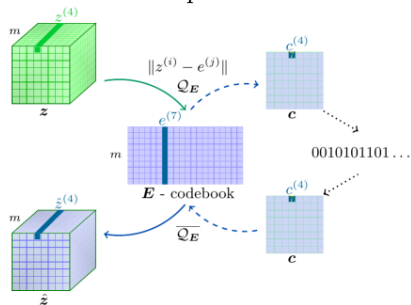 z^(4)
m
z
‖z^(i) − e^(j)‖
Q_E
c^(4)
c
e^(7)
m
0010101101...
E - codebook
ẑ^(4)
m
ẑ
Q̅_E
c^(4)
c